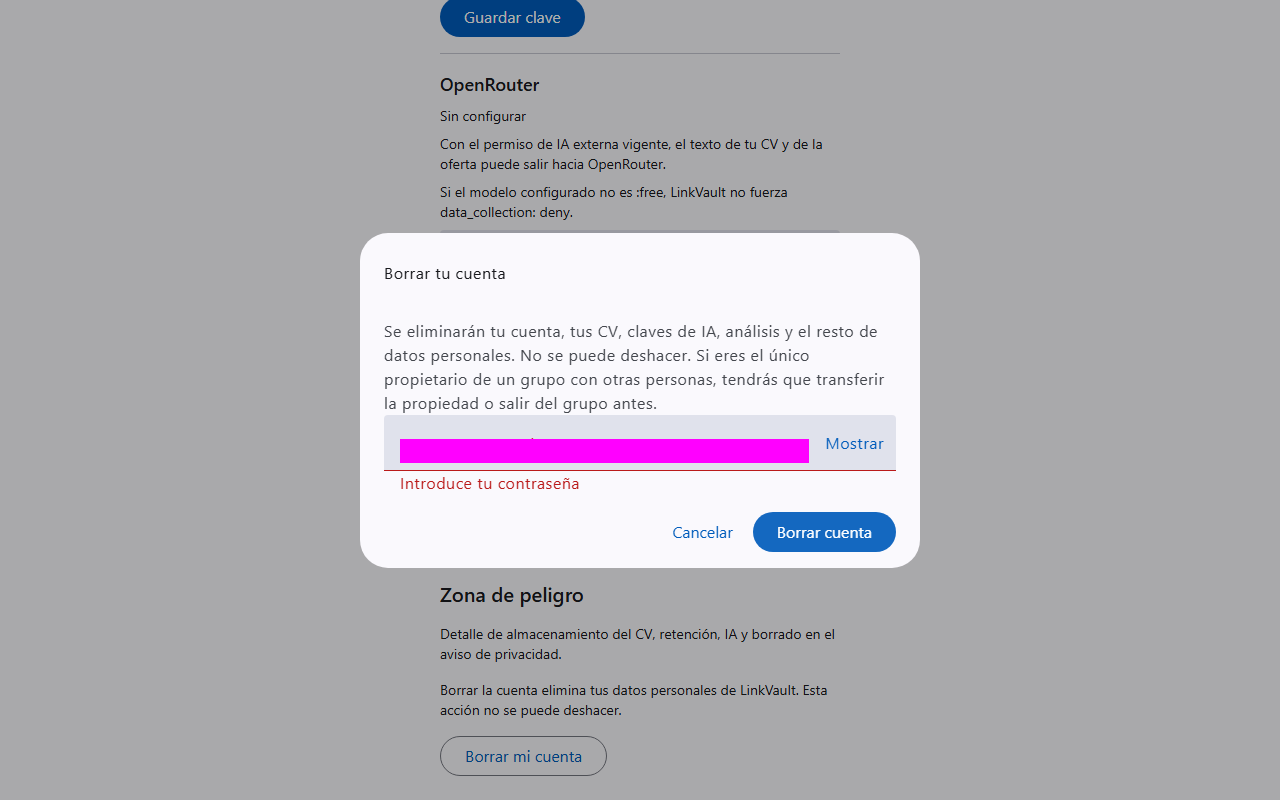 Guardar clave
OpenRouter
Sin configurar
Con el permiso de IA externa vigente, el texto de tu CV y de la
oferta puede salir hacia OpenRouter.
Si el modelo configurado no es :free, LinkVault no fuerza
data_collection: deny.
Borrar tu cuenta
Se eliminarán tu cuenta, tus CV, claves de IA, análisis y el resto de
datos personales. No se puede deshacer. Si eres el único
propietario de un grupo con otras personas, tendrás que transferir
la propiedad o salir del grupo antes.
Mostrar
Introduce tu contraseña
Cancelar
Borrar cuenta
Zona de peligro
Detalle de almacenamiento del CV, retención, IA y borrado en el
aviso de privacidad.
Borrar la cuenta elimina tus datos personales de LinkVault. Esta
acción no se puede deshacer.
Borrar mi cuenta